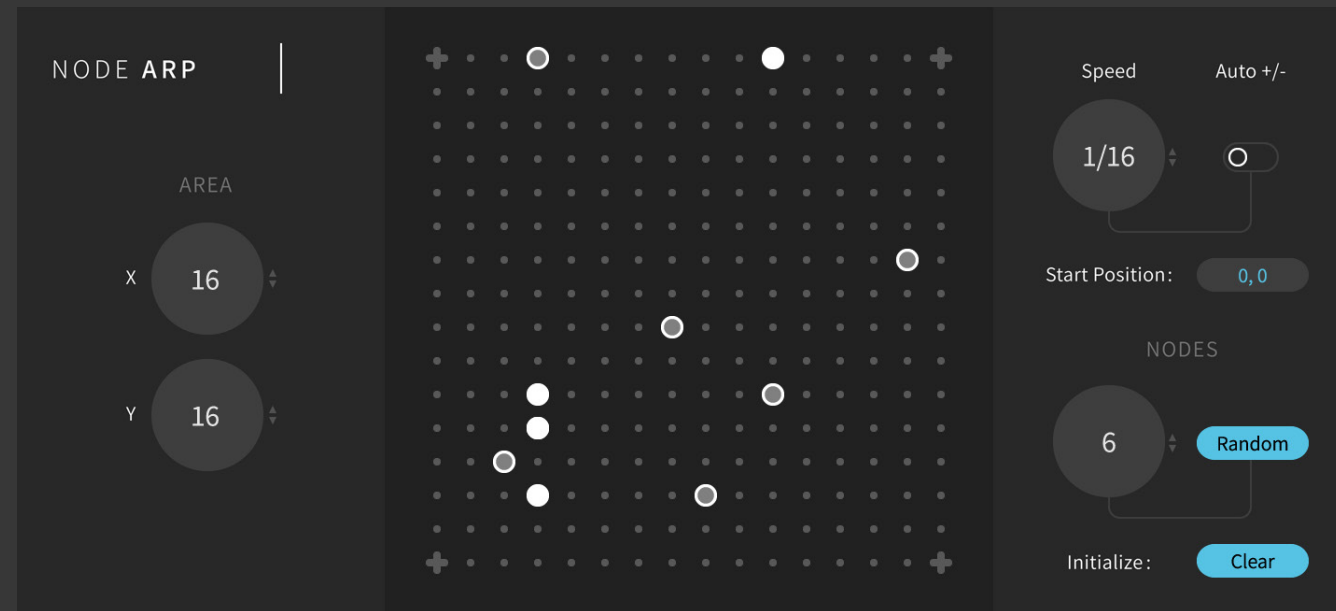 NODE ARP
AREA
X 16
Y 16
Speed
Auto +/-
1/16
Start Position: 0, 0
NODES
6
Random
Initialize: Clear